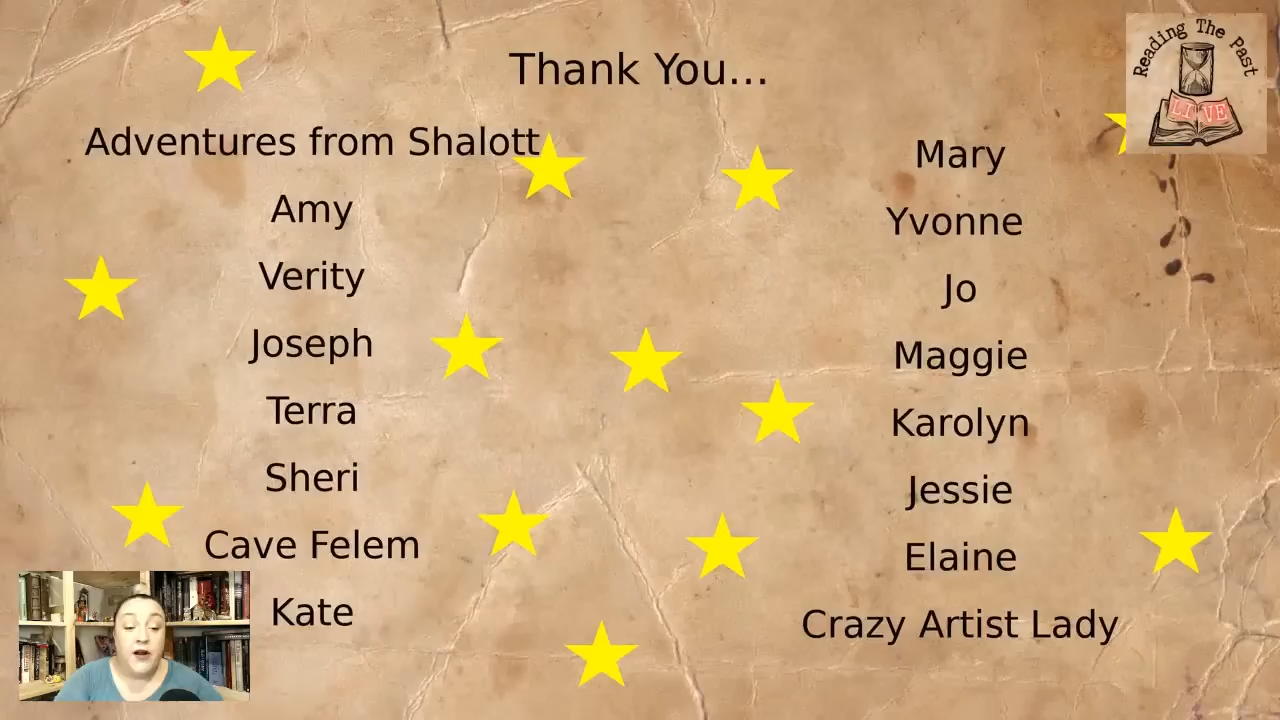 Thank You...
Adventures from Shalott
Amy
Verity
Joseph
Terra
Sheri
Cave Felem
Kate
Mary
Yvonne
Jo
Maggie
Karolyn
Jessie
Elaine
Crazy Artist Lady
Reading The Past
LIVE